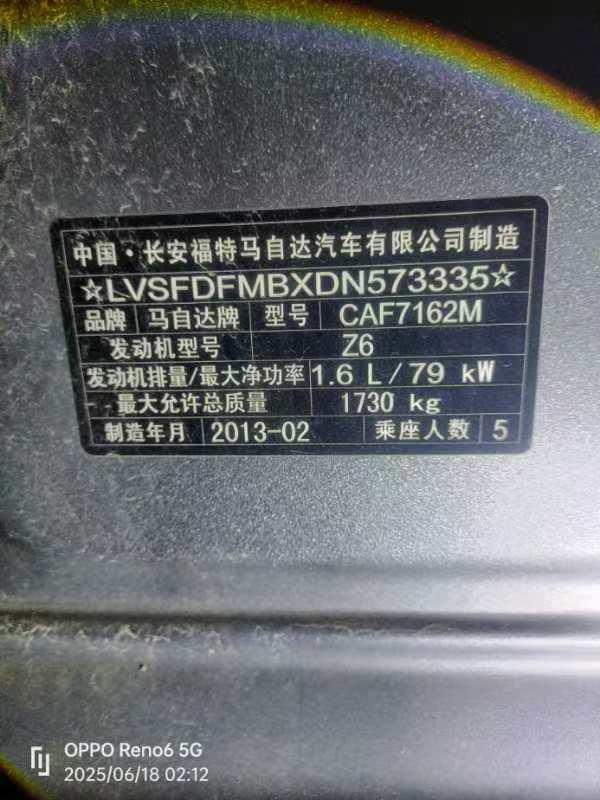 中国·长安福特马自达汽车有限公司制造
☆LVSFDFMBXDN573335☆
品牌 马自达牌 型号 CAF7162M
发动机型号 Z6
发动机排量/最大净功率 1.6 L/79 kW
最大允许总质量 1730 kg
制造年月 2013-02 乘座人数 5
OPPO Reno6 5G
2025/06/18 02:12